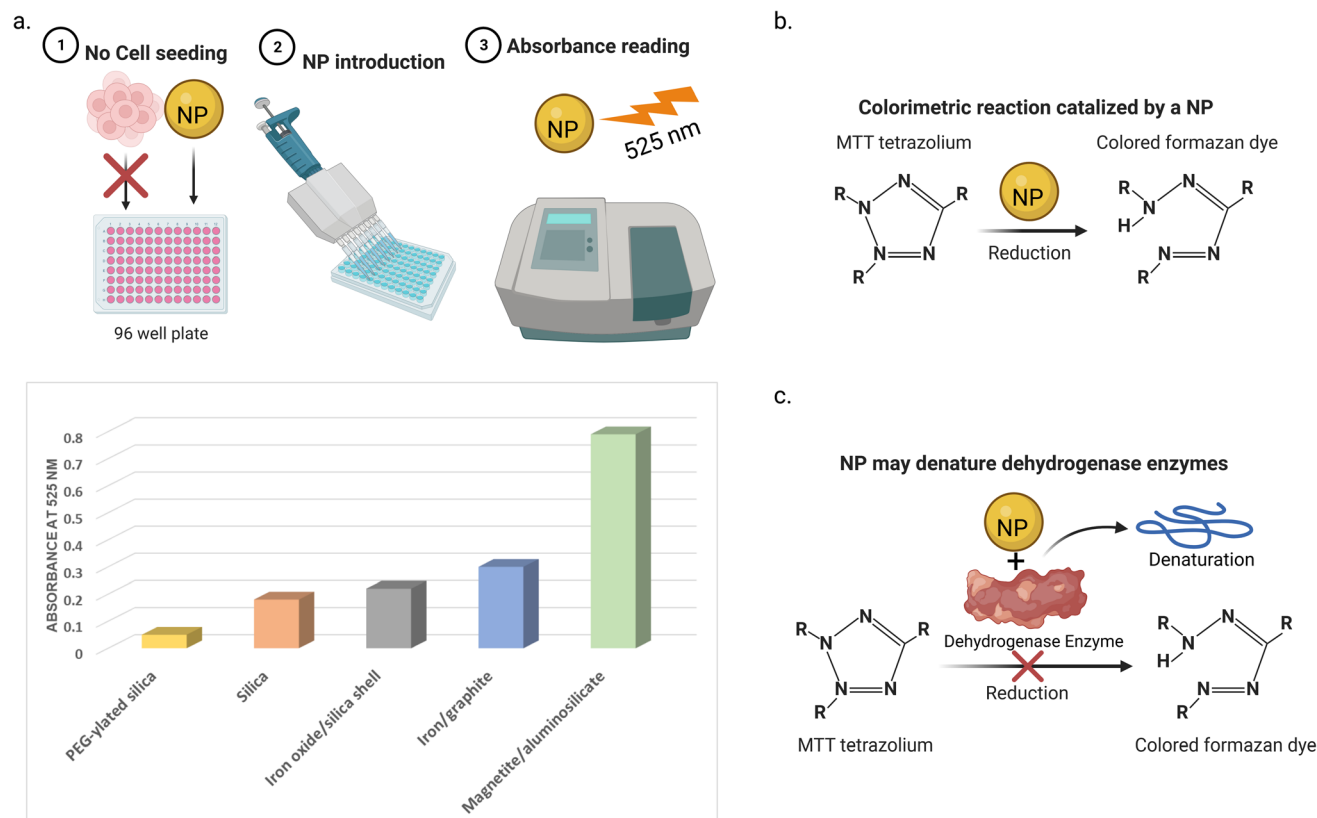 a.
1 No Cell seeding
2 NP introduction
3 Absorbance reading
NP
NP
525 nm
96 well plate
ABSORBANCE AT 525 NM
0.8
0.7
0.6
0.5
0.4
0.3
0.2
0.1
0
PEG-ylated silica
Silica
Iron oxide/silica shell
Iron/graphite
Magnetite/aluminosilicate
b.
Colorimetric reaction catalized by a NP
MTT tetrazolium
Colored formazan dye
R N R
N
N N
R
NP
Reduction
R N R
N
H
N N
R
c.
NP may denature dehydrogenase enzymes
NP
+
Denaturation
Dehydrogenase Enzyme
Reduction
R N R
N
N N
R
MTT tetrazolium
R N R
N
H
N N
R
Colored formazan dye